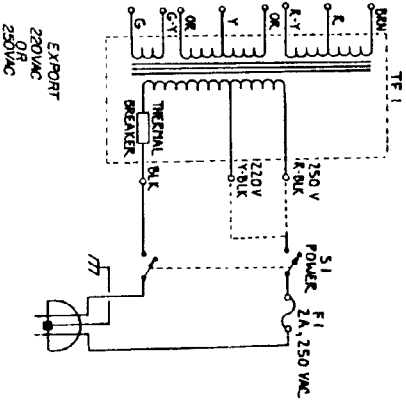 G
G-Y
OR
Y
OR
R-Y
R
BRN
TF 1
THERMAL
BREAKER
BLK
220V
Y-BLK
250 V
R-BLK
S1
POWER
F1
2A, 250 VAC
EXPORT
220VAC
OR
250VAC